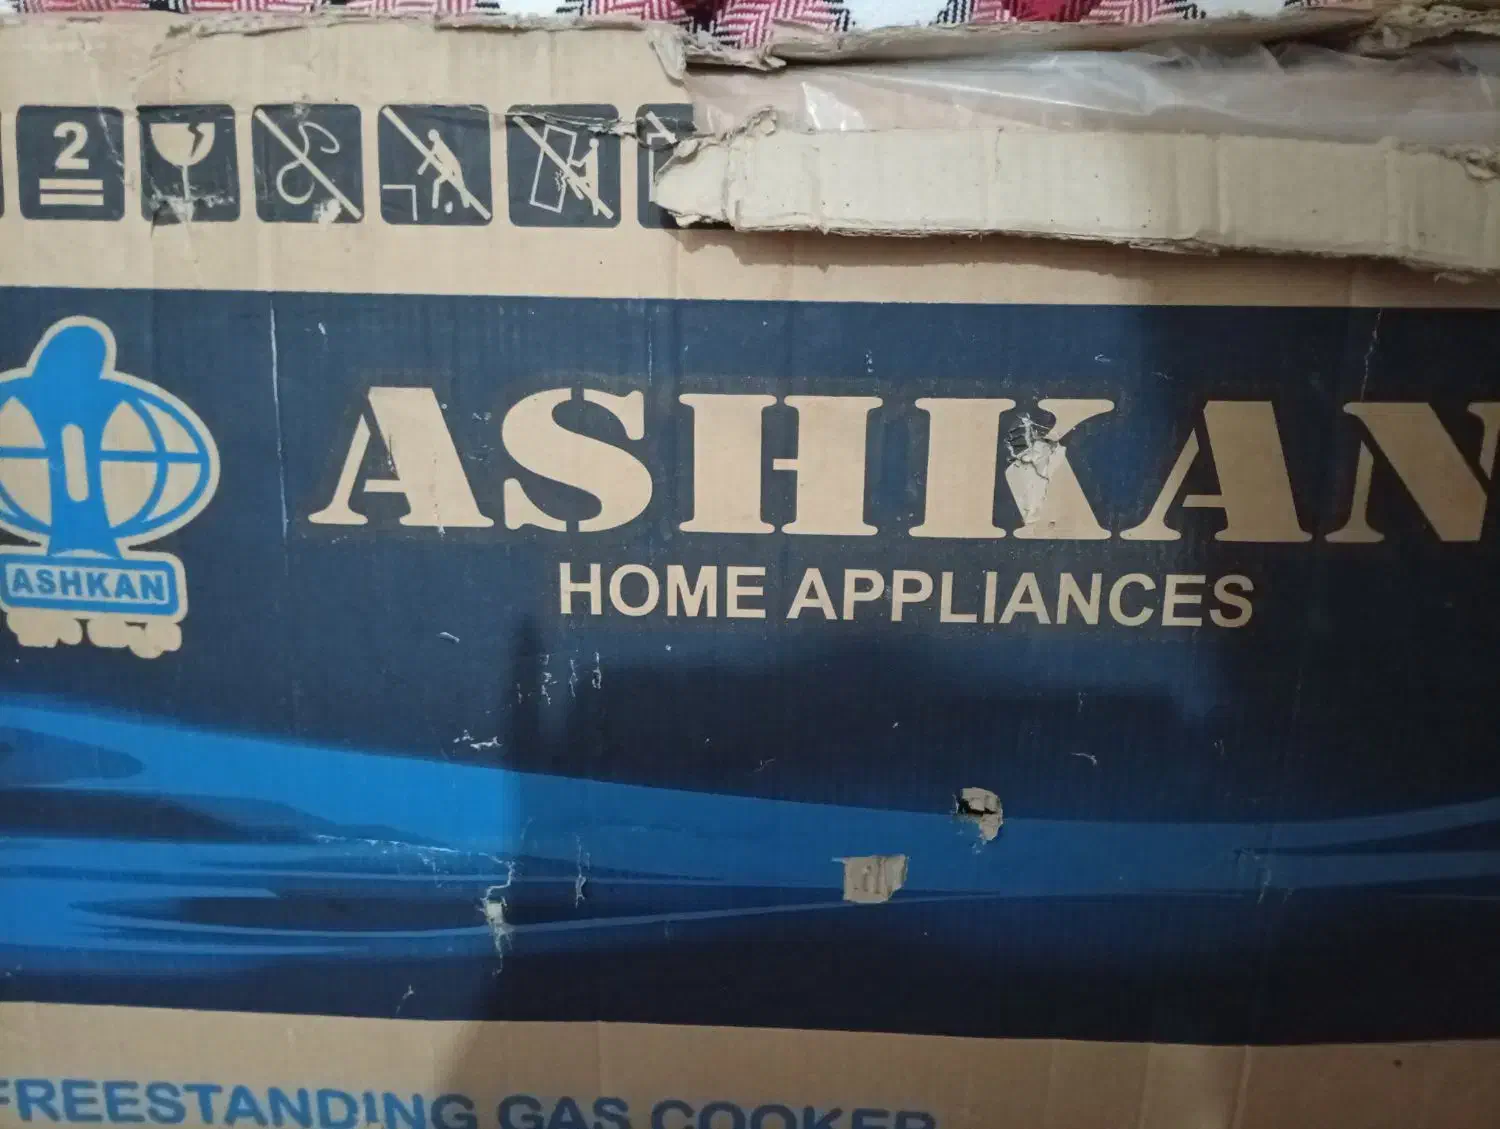 2
ASHKAN
HOME APPLIANCES
ASHKAN
FREESTANDING GAS COOKER